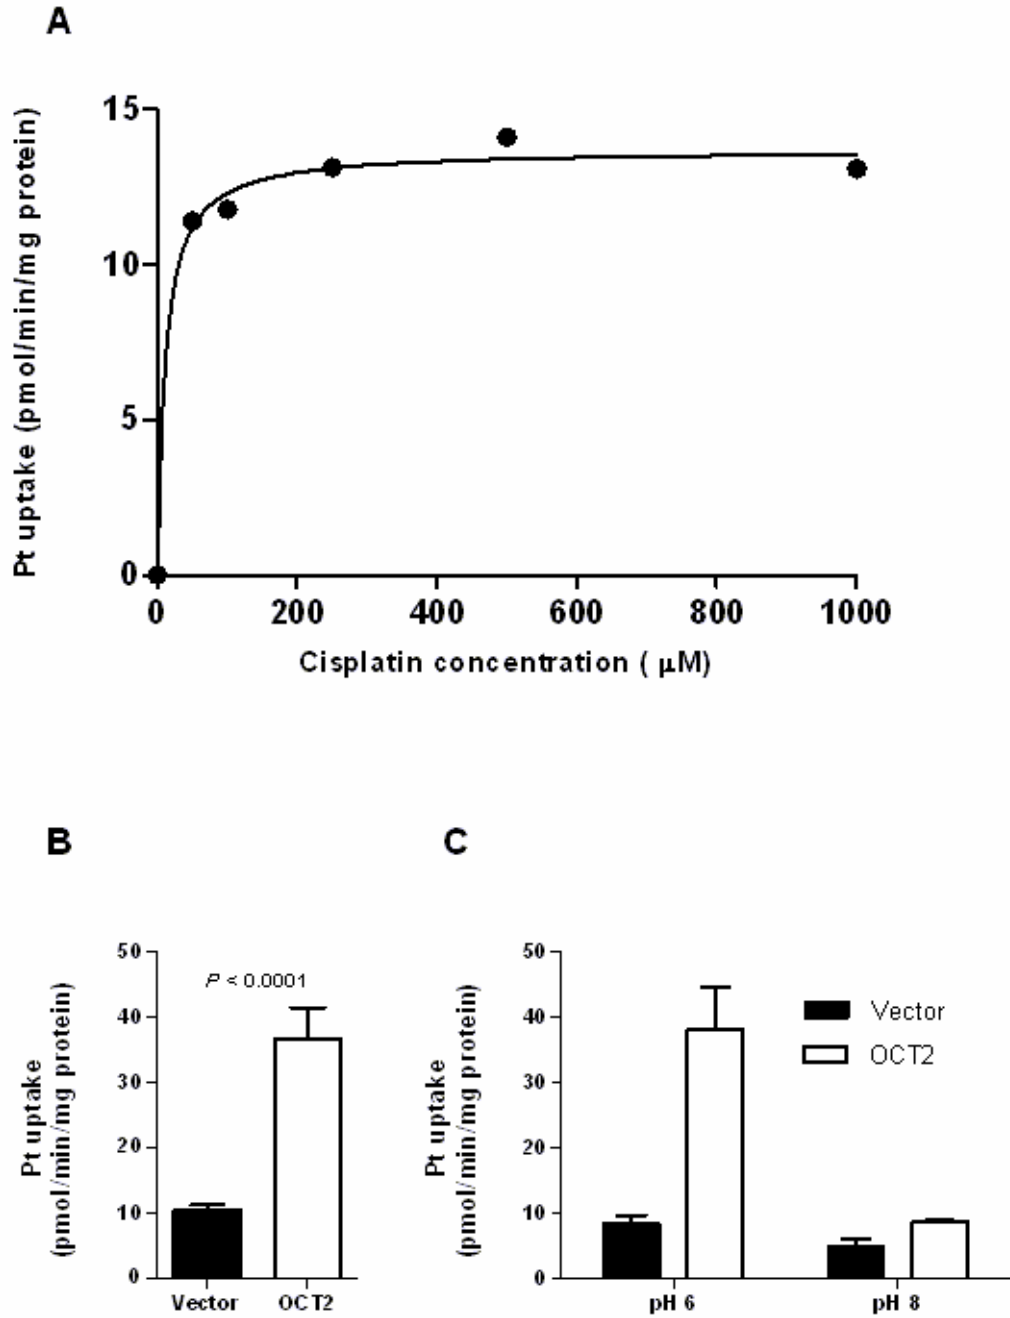 A
Pt uptake (pmol/min/mg protein)
15
10
5
0
0 200 400 600 800 1000
Cisplatin concentration ( µM)
B
Pt uptake
(pmol/min/mg protein)
50
40
30
20
10
0
P < 0.0001
Vector OCT2
C
Pt uptake
(pmol/min/mg protein)
50
40
30
20
10
0
Vector
OCT2
pH 6 pH 8